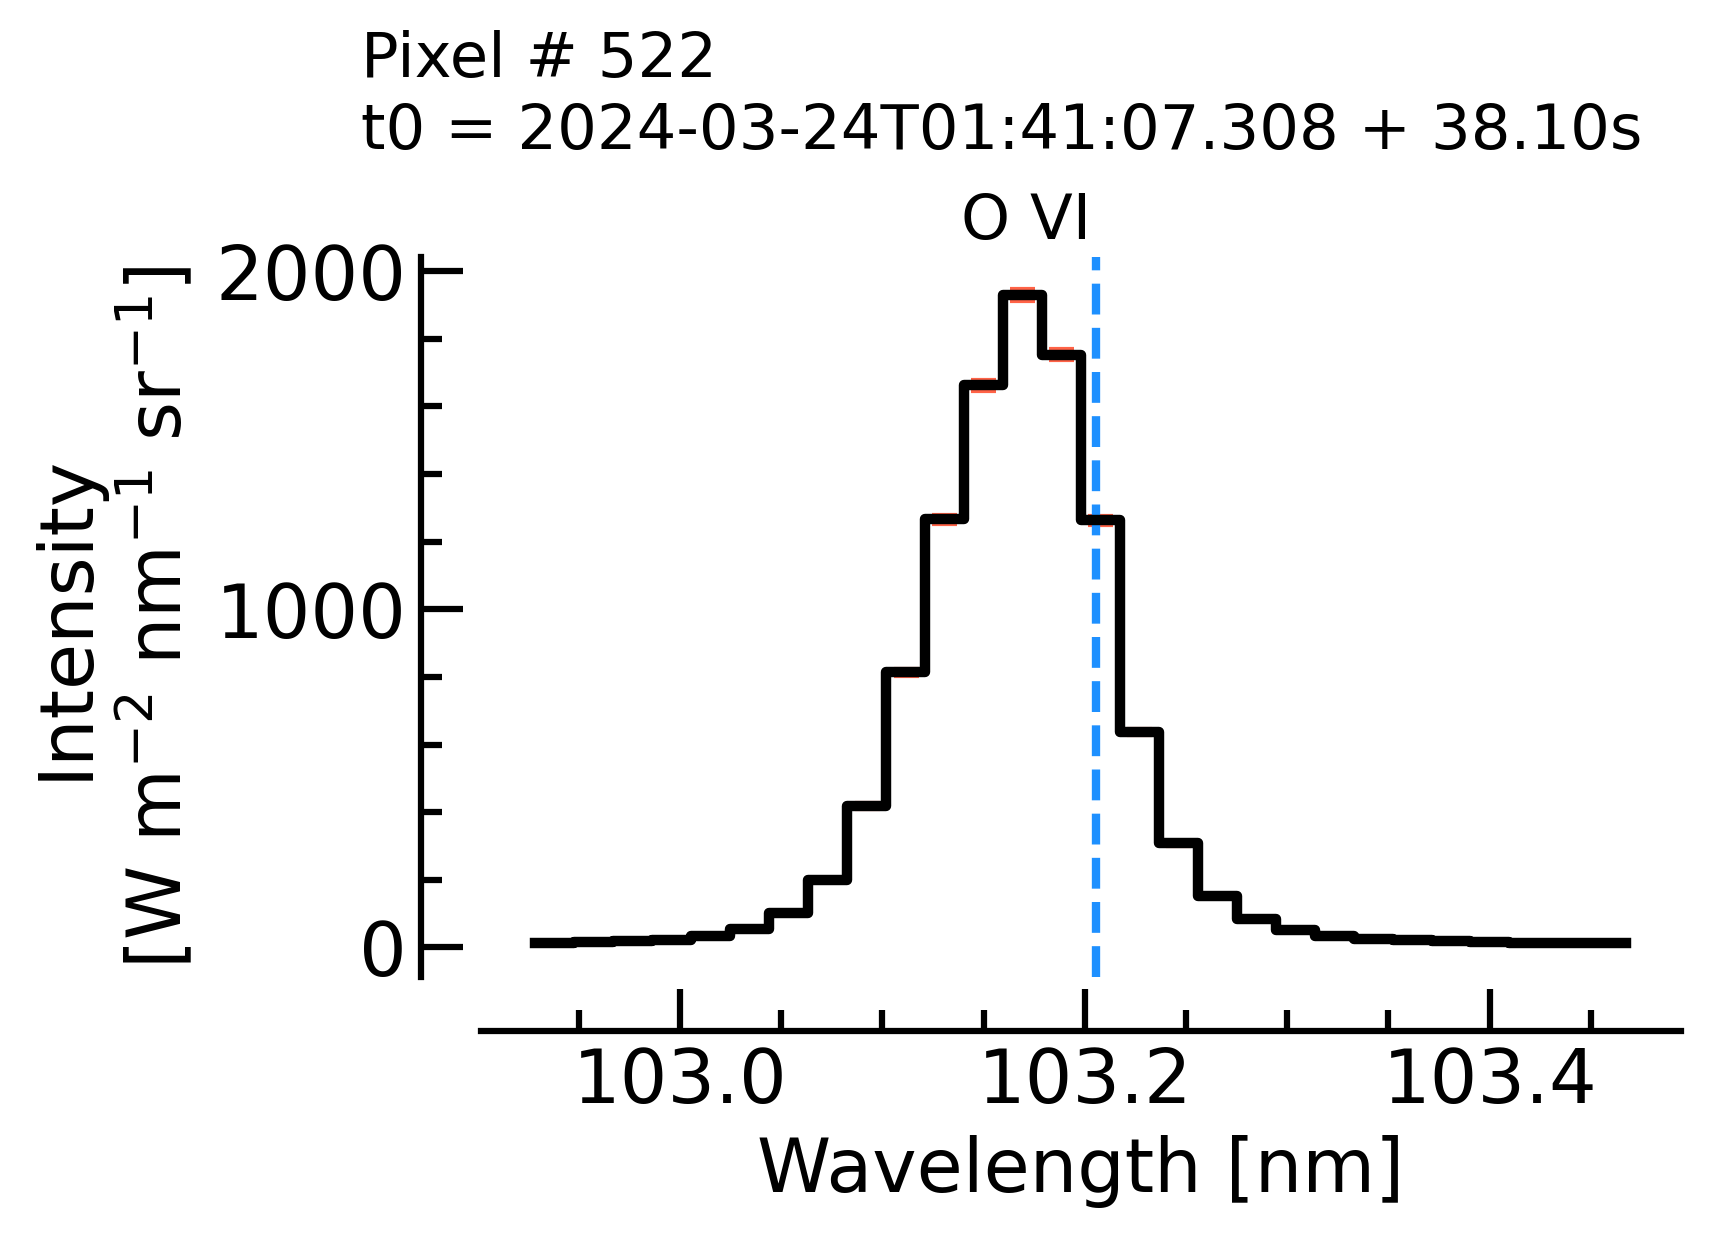 Pixel # 522
t0 = 2024-03-24T01:41:07.308 + 38.10s
O VI
2000
1000
0
Intensity
[W m⁻² nm⁻¹ sr⁻¹]
103.0 103.2 103.4
Wavelength [nm]